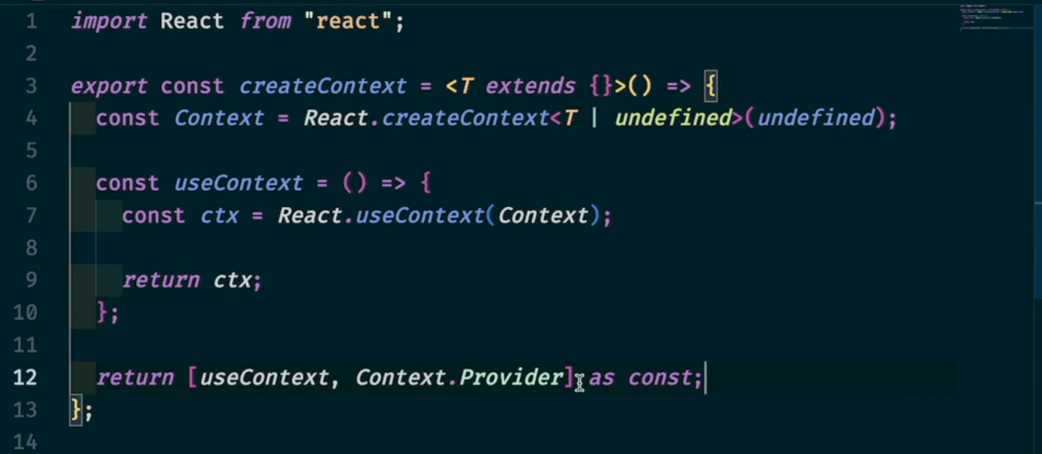 1 import React from "react";
2
3 export const createContext = <T extends {}>() => {
4 const Context = React.createContext<T | undefined>(undefined);
5
6 const useContext = () => {
7 const ctx = React.useContext(Context);
8
9 return ctx;
10 };
11
12 return [useContext, Context.Provider] as const;
13 };
14